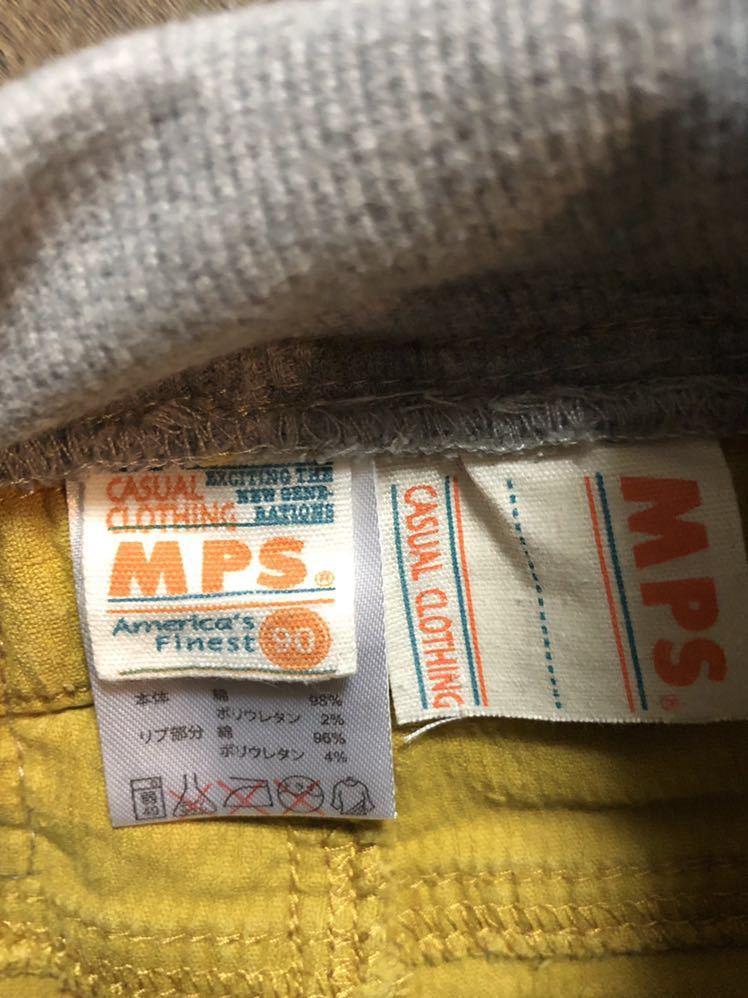 CASUAL
CLOTHING
EXCITING THE
NEW GENE-
RATIONS
MPS®
America's
Finest
90
本体 綿 98%
ポリウレタン 2%
リブ部分 綿 96%
ポリウレタン 4%
40
CASUAL CLOTHING
MPS®